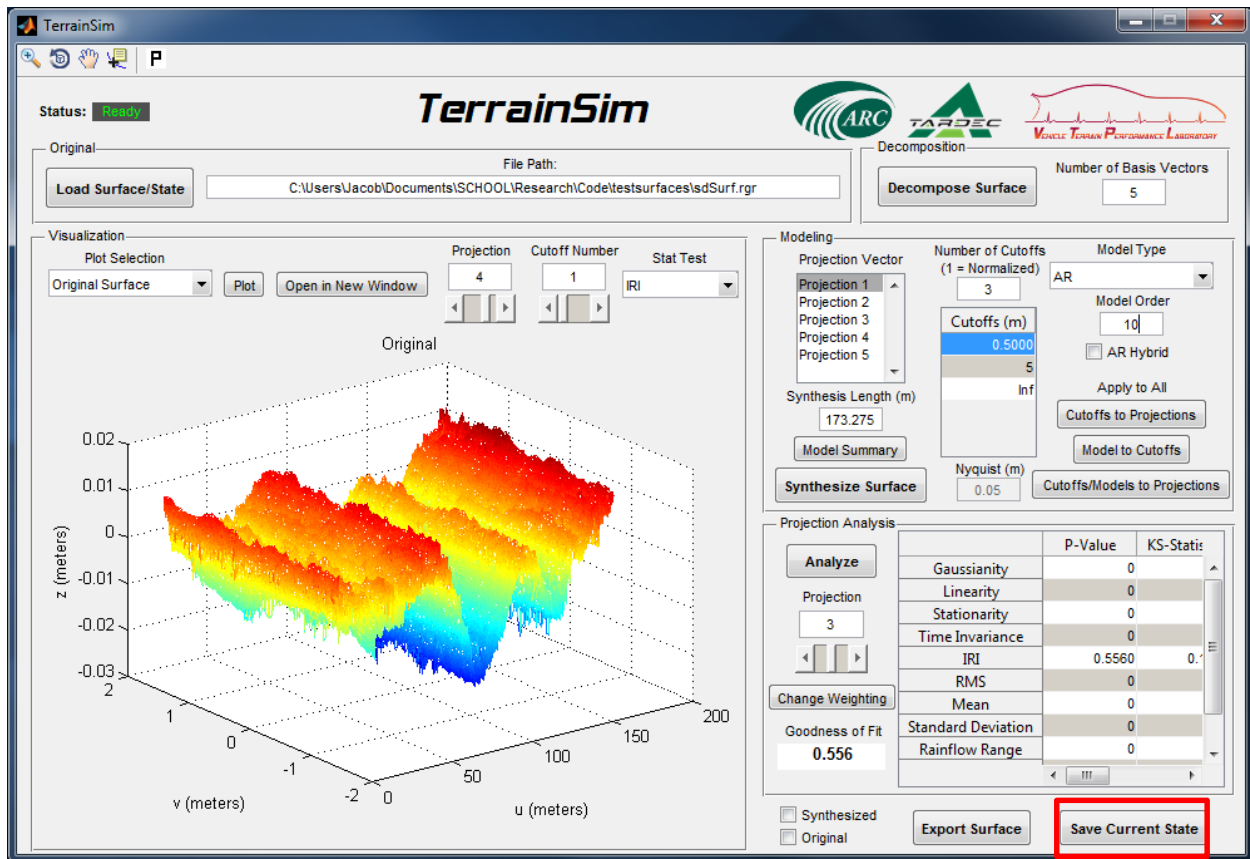 TerrainSim
P
Status: Ready
TerrainSim
ARC
TARDEC
VEHICLE TERRAIN PERFORMANCE LABORATORY
Original
File Path:
Load Surface/State
C:\Users\Jacob\Documents\SCHOOL\Research\Code\testsurfaces\sdSurf.rgr
Decomposition
Decompose Surface
Number of Basis Vectors
5
Visualization
Plot Selection
Original Surface
Plot
Open in New Window
Projection
4
Cutoff Number
1
Stat Test
IRI
Original
0.02
0.01
0
-0.01
-0.02
-0.03
z (meters)
2
1
0
-1
-2
v (meters)
0
50
100
150
200
u (meters)
Modeling
Projection Vector
Projection 1
Projection 2
Projection 3
Projection 4
Projection 5
Synthesis Length (m)
173.275
Model Summary
Synthesize Surface
Number of Cutoffs
(1 = Normalized)
3
Cutoffs (m)
0.5000
5
Inf
Nyquist (m)
0.05
Model Type
AR
Model Order
10
AR Hybrid
Apply to All
Cutoffs to Projections
Model to Cutoffs
Cutoffs/Models to Projections
Projection Analysis
Analyze
Projection
3
Change Weighting
Goodness of Fit
0.556
P-Value KS-Statis
Gaussianity 0
Linearity 0
Stationarity 0
Time Invariance 0
IRI 0.5560 0.1
RMS 0
Mean 0
Standard Deviation 0
Rainflow Range 0
Synthesized
Original
Export Surface
Save Current State